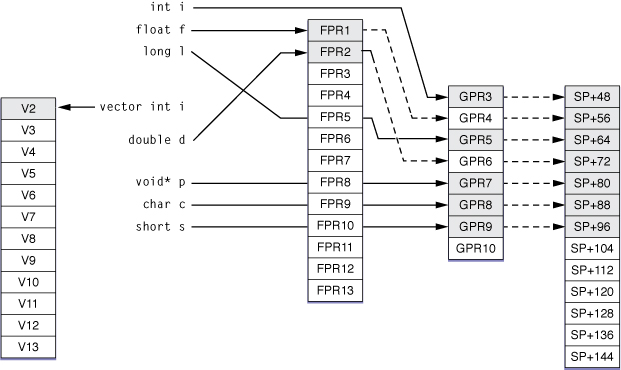 int i
float f
long l
vector int i
double d
void* p
char c
short s
V2
V3
V4
V5
V6
V7
V8
V9
V10
V11
V12
V13
FPR1
FPR2
FPR3
FPR4
FPR5
FPR6
FPR7
FPR8
FPR9
FPR10
FPR11
FPR12
FPR13
GPR3
GPR4
GPR5
GPR6
GPR7
GPR8
GPR9
GPR10
SP+48
SP+56
SP+64
SP+72
SP+80
SP+88
SP+96
SP+104
SP+112
SP+120
SP+128
SP+136
SP+144